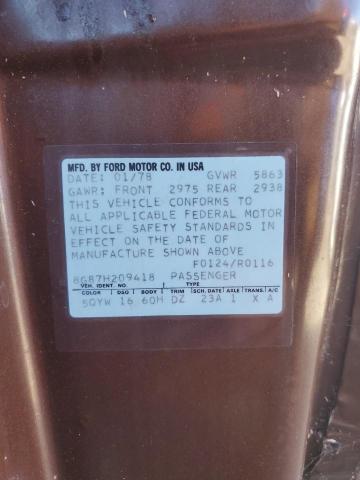 MFD. BY FORD MOTOR CO. IN USA
DATE: 01/78 GVWR 5863
GAWR: FRONT 2975 REAR 2938
THIS VEHICLE CONFORMS TO
ALL APPLICABLE FEDERAL MOTOR
VEHICLE SAFETY STANDARDS IN
EFFECT ON THE DATE OF
MANUFACTURE SHOWN ABOVE
F0124/R0116
8G87H209418 PASSENGER
VEH. IDENT. NO. TYPE
COLOR DSO BODY TRIM SCH. DATE AXLE TRANS. A/C
5QYW 16 60H DZ 23A 1 X A